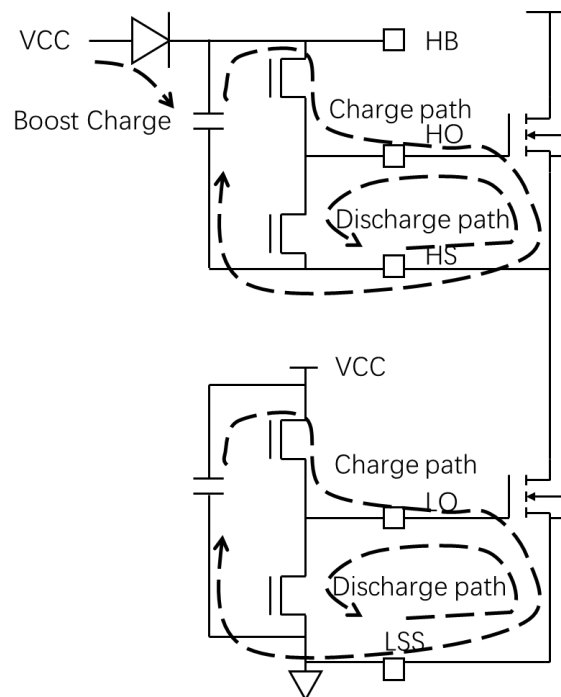 VCC
HB
Boost Charge
Charge path
HO
Discharge path
HS
VCC
Charge path
LO
Discharge path
LSS